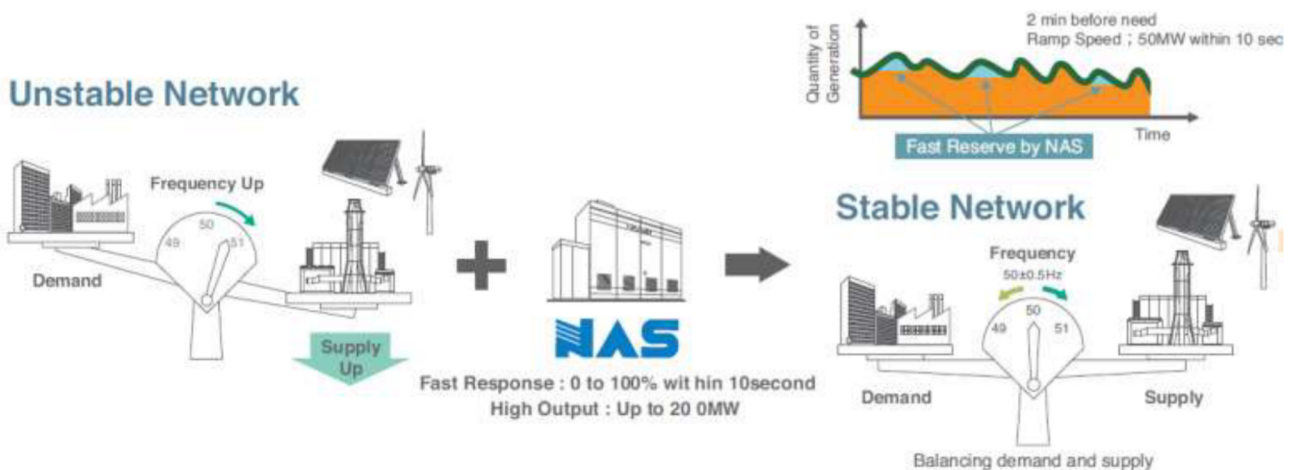 Unstable Network
Frequency Up
49
50
51
Demand
Supply
Up
NAS
Fast Response : 0 to 100% wit hin 10second
High Output : Up to 20 0MW
Quantity of
Generation
2 min before need
Ramp Speed ; 50MW within 10 sec
Time
Fast Reserve by NAS
Stable Network
Frequency
50±0.5Hz
49
50
51
Demand
Supply
Balancing demand and supply